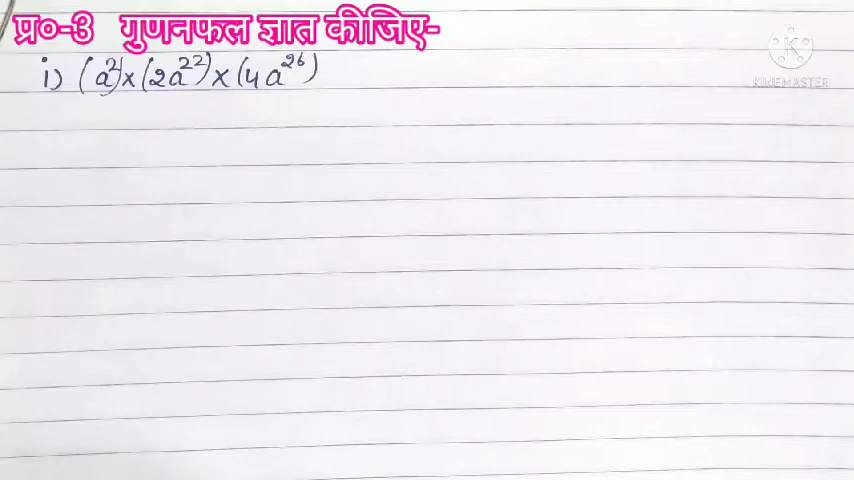 प्र०-3 गुणनफल ज्ञात कीजिए-
i) (a²)×(2a²²)×(4a²⁶)
K
KINEMASTER